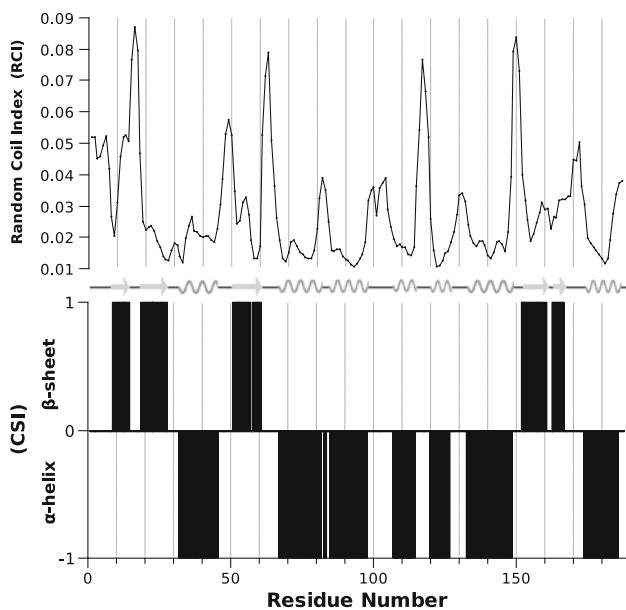 0.09
0.08
0.07
0.06
0.05
0.04
0.03
0.02
0.01
Random Coil Index (RCI)
1
0
-1
(CSI)
β-sheet
α-helix
0 50 100 150
Residue Number